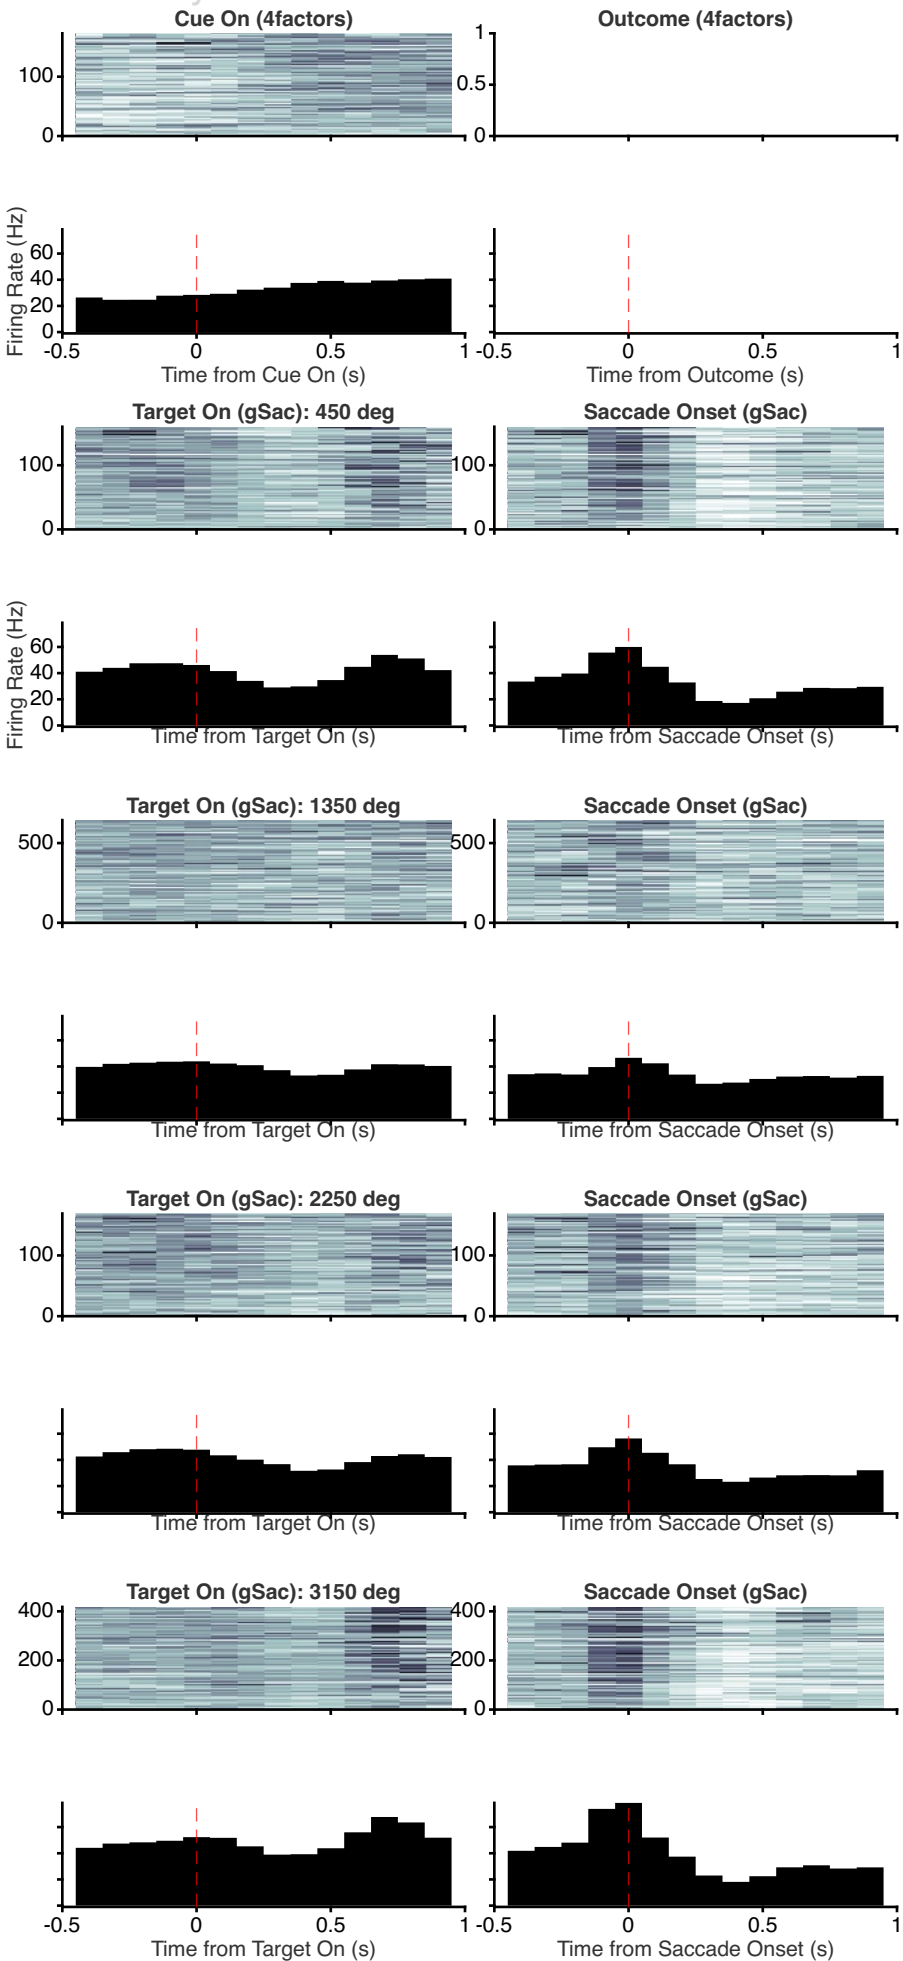 Cue On (4factors) Outcome (4factors)
100 0
1 0.5 0
Firing Rate (Hz)
60 40 20 0
-0.5 0 0.5 1 -0.5 0 0.5 1
Time from Cue On (s) Time from Outcome (s)
Target On (gSac): 450 deg Saccade Onset (gSac)
100 0 100 0
Firing Rate (Hz)
60 40 20 0
Time from Target On (s) Time from Saccade Onset (s)
Target On (gSac): 1350 deg Saccade Onset (gSac)
500 0 500 0
Time from Target On (s) Time from Saccade Onset (s)
Target On (gSac): 2250 deg Saccade Onset (gSac)
100 0 100 0
Time from Target On (s) Time from Saccade Onset (s)
Target On (gSac): 3150 deg Saccade Onset (gSac)
400 200 0 400 200 0
-0.5 0 0.5 1 -0.5 0 0.5 1
Time from Target On (s) Time from Saccade Onset (s)